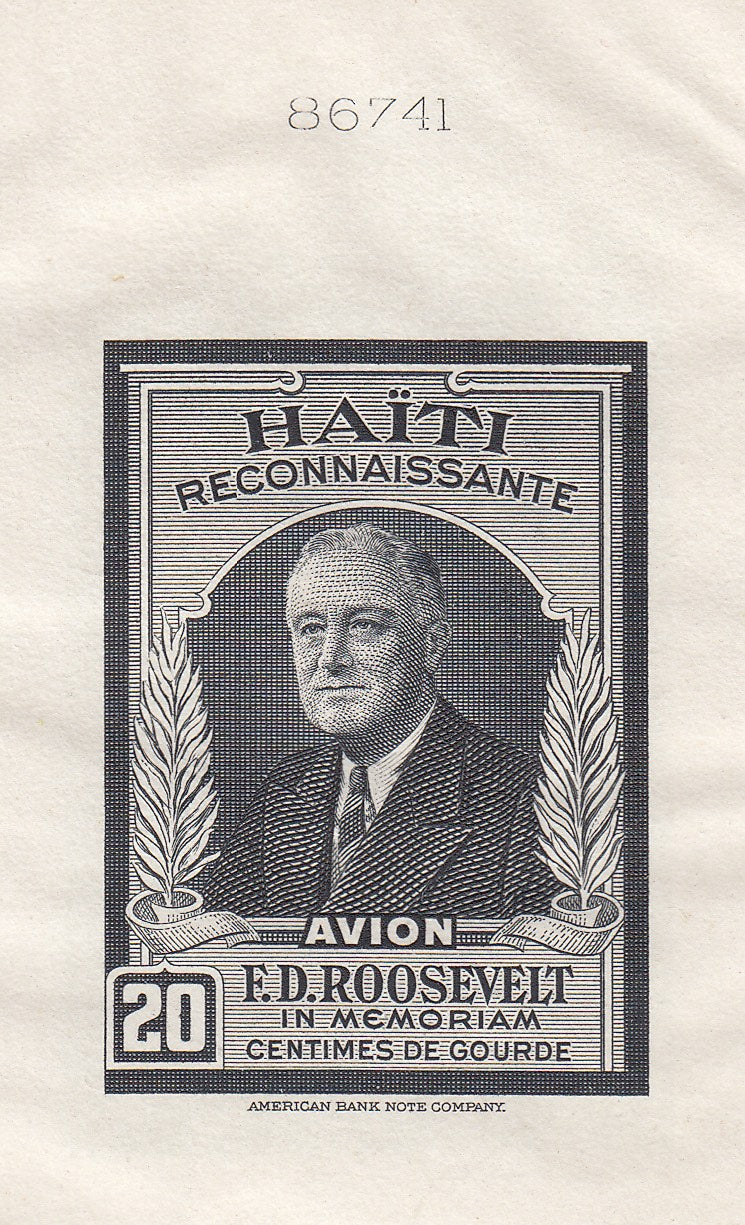 86741
HAÏTI
RECONNAISSANTE
AVION
20
F.D.ROOSEVELT
IN MEMORIAM
CENTIMES DE GOURDE
AMERICAN BANK NOTE COMPANY.